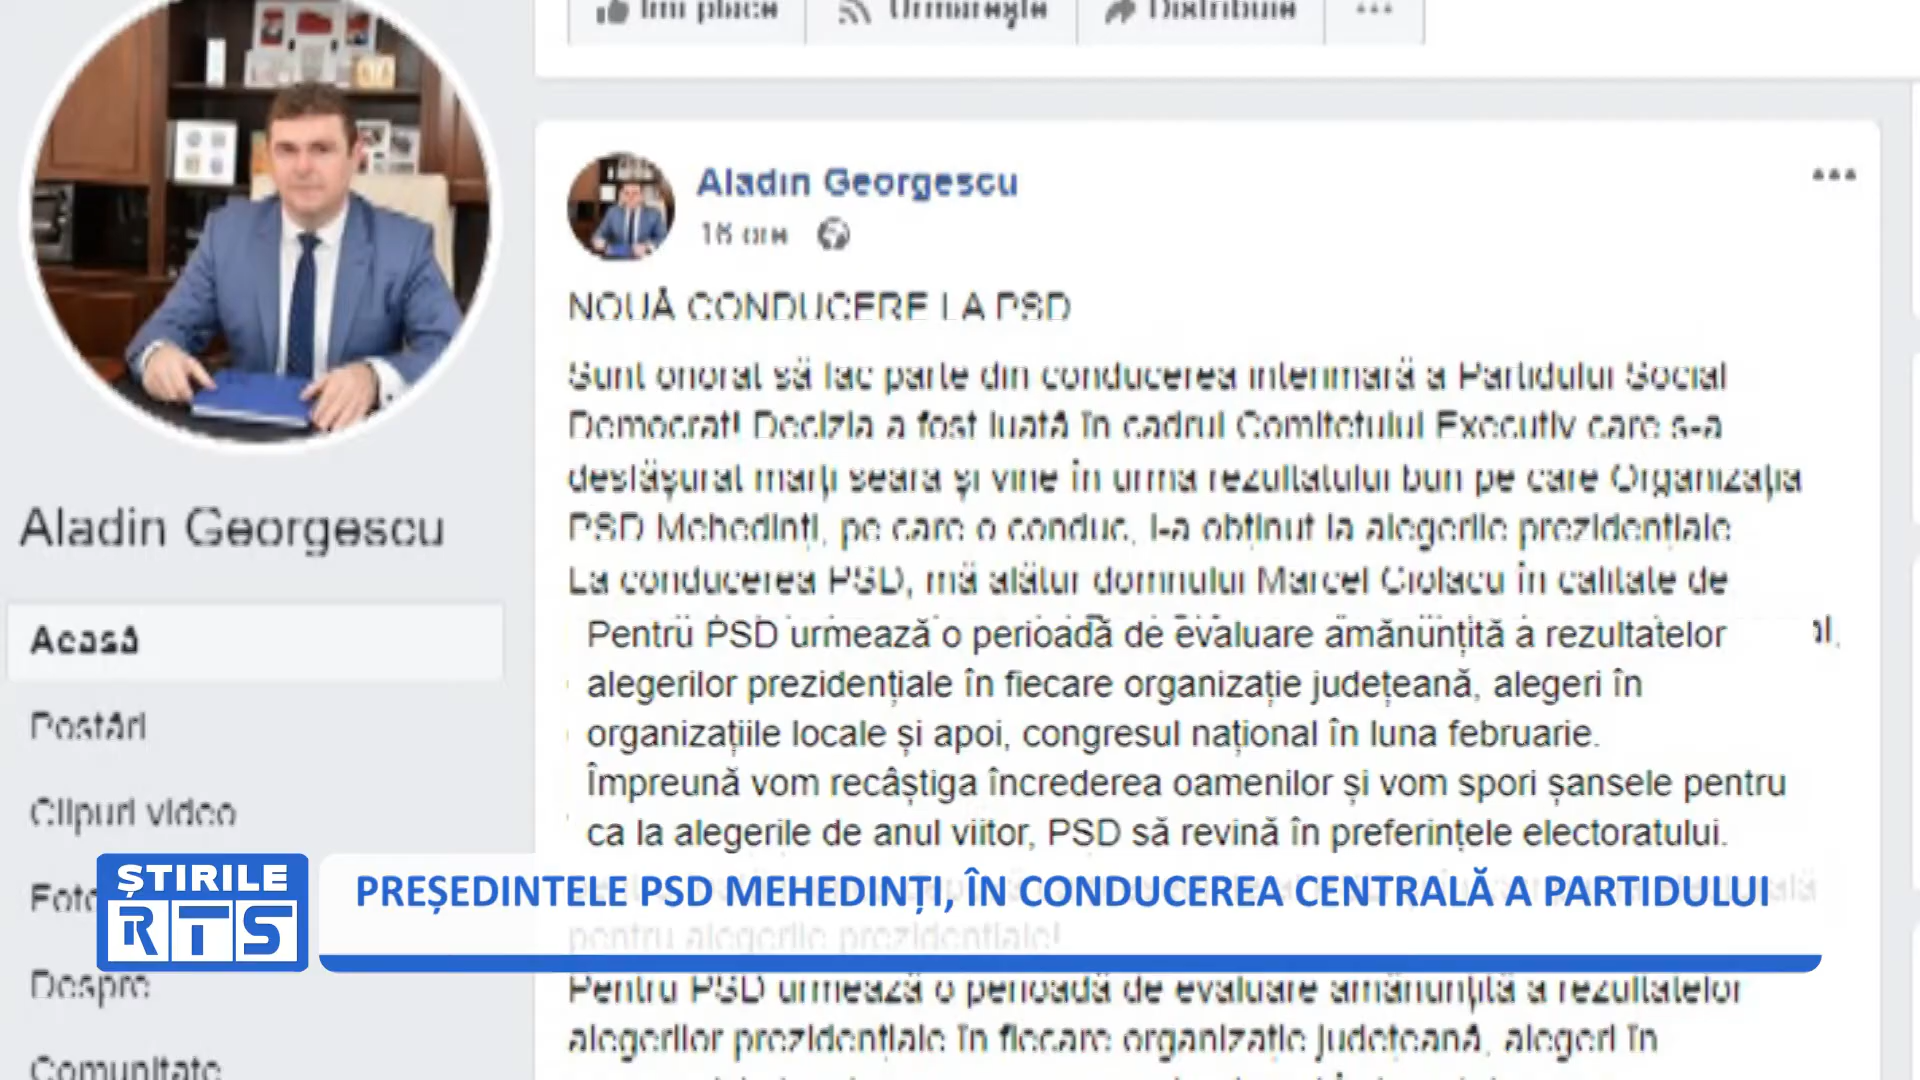 Îmi place
Urmărește
Distribuie
Aladin Georgescu
16 ore
NOUĂ CONDUCERE LA PSD
Sunt onorat să fac parte din conducerea interimară a Partidului Social
Democrat! Decizia a fost luată în cadrul Comitetului Executiv care s-a
desfășurat marți seara și vine în urma rezultatului bun pe care Organizația
PSD Mehedinți, pe care o conduc, l-a obținut la alegerile prezidențiale
La conducerea PSD, mă alătur domnului Marcel Ciolacu în calitate de
Pentru PSD urmează o perioadă de evaluare amănunțită a rezultatelor
alegerilor prezidențiale în fiecare organizație județeană, alegeri în
organizațiile locale și apoi, congresul național în luna februarie.
Împreună vom recâștiga încrederea oamenilor și vom spori șansele pentru
ca la alegerile de anul viitor, PSD să revină în preferințele electoratului.
pentru alegerile prezidențiale!
Pentru PSD urmează o perioadă de evaluare amănunțită a rezultatelor
alegerilor prezidențiale în fiecare organizație județeană, alegeri în
Aladin Georgescu
Acasă
Postări
Clipuri video
Foto
Despre
Comunitate
ȘTIRILE
RTS
PREȘEDINTELE PSD MEHEDINȚI, ÎN CONDUCEREA CENTRALĂ A PARTIDULUI